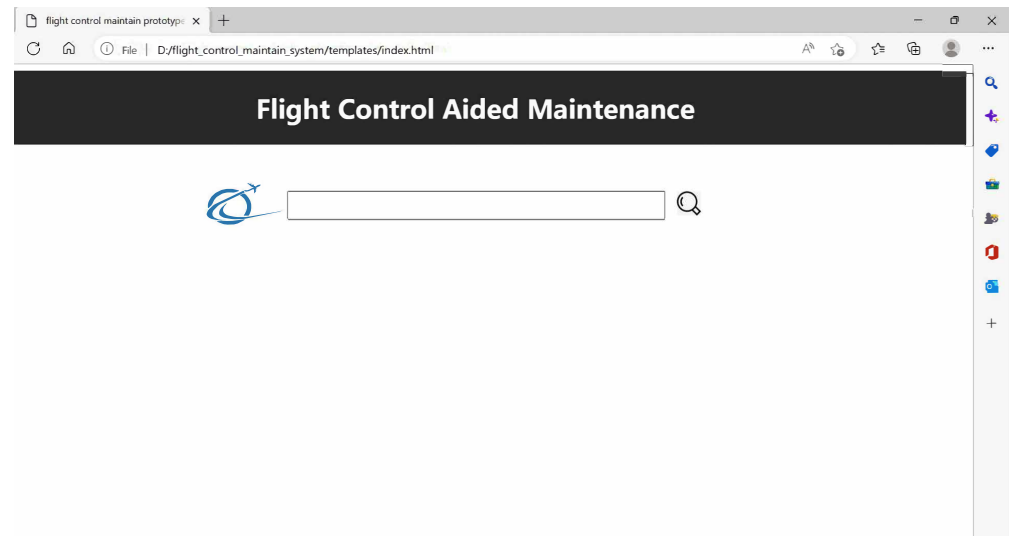 flight control maintain prototype
File | D:/flight_control_maintain_system/templates/index.html
Flight Control Aided Maintenance